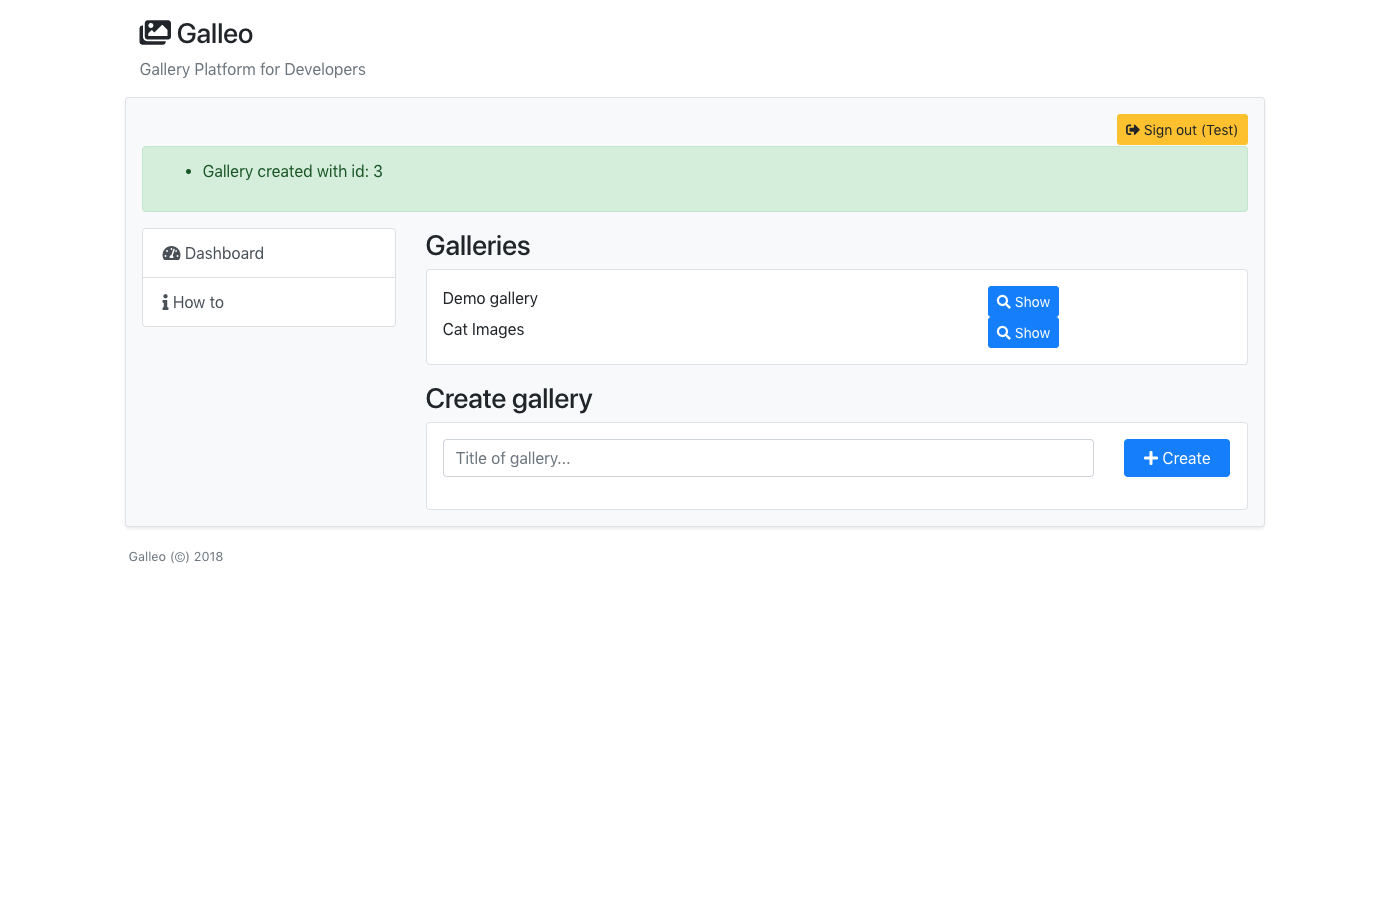 Galleo
Gallery Platform for Developers
Sign out (Test)
Gallery created with id: 3
Dashboard
How to
Galleries
Demo gallery
Show
Cat Images
Show
Create gallery
Title of gallery...
Create
Galleo (©) 2018